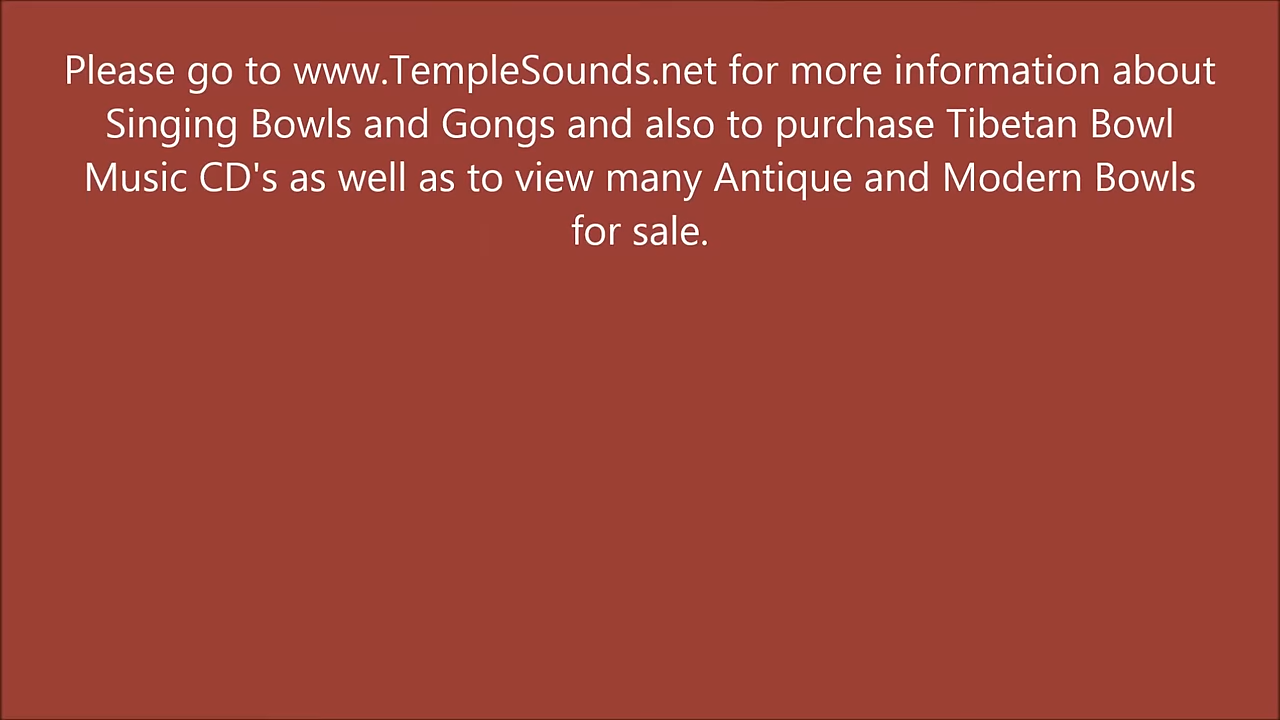 Please go to www.TempleSounds.net for more information about
Singing Bowls and Gongs and also to purchase Tibetan Bowl
Music CD's as well as to view many Antique and Modern Bowls
for sale.